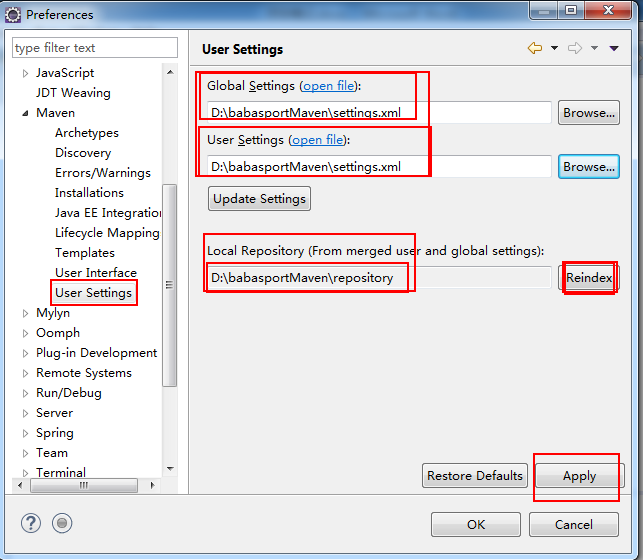 Preferences
type filter text
User Settings
JavaScript
JDT Weaving
Maven
Archetypes
Discovery
Errors/Warnings
Installations
Java EE Integration
Lifecycle Mapping
Templates
User Interface
User Settings
Mylyn
Oomph
Plug-in Development
Remote Systems
Run/Debug
Server
Spring
Team
Terminal
Global Settings (open file):
D:\babasportMaven\settings.xml
Browse...
User Settings (open file):
D:\babasportMaven\settings.xml
Browse...
Update Settings
Local Repository (From merged user and global settings):
D:\babasportMaven\repository
Reindex
Restore Defaults
Apply
?
OK
Cancel